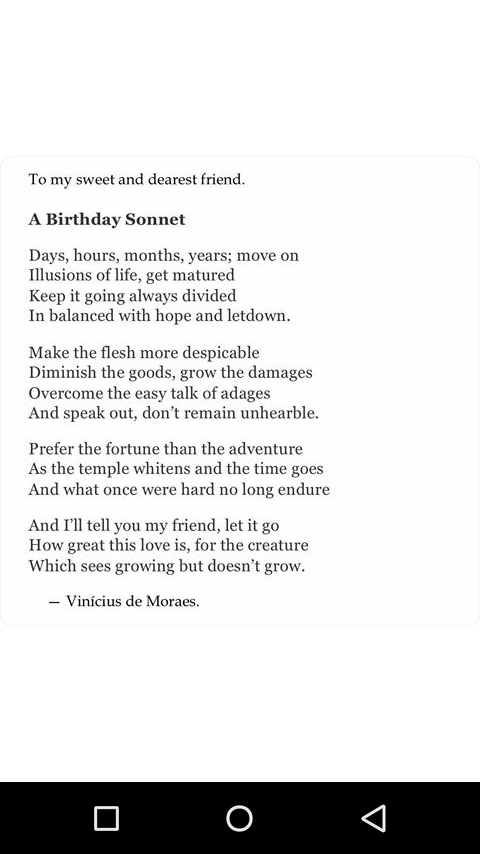 To my sweet and dearest friend.
A Birthday Sonnet
Days, hours, months, years; move on
Illusions of life, get matured
Keep it going always divided
In balanced with hope and letdown.
Make the flesh more despicable
Diminish the goods, grow the damages
Overcome the easy talk of adages
And speak out, don’t remain unhearble.
Prefer the fortune than the adventure
As the temple whitens and the time goes
And what once were hard no long endure
And I’ll tell you my friend, let it go
How great this love is, for the creature
Which sees growing but doesn’t grow.
— Vinícius de Moraes.